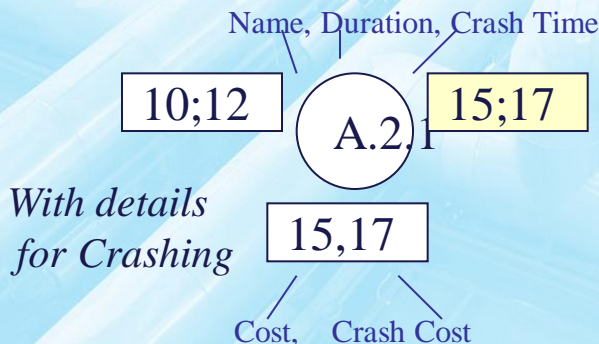 Name, Duration, Crash Time
10;12
A.2.1
15;17
With details
for Crashing
15,17
Cost, Crash Cost